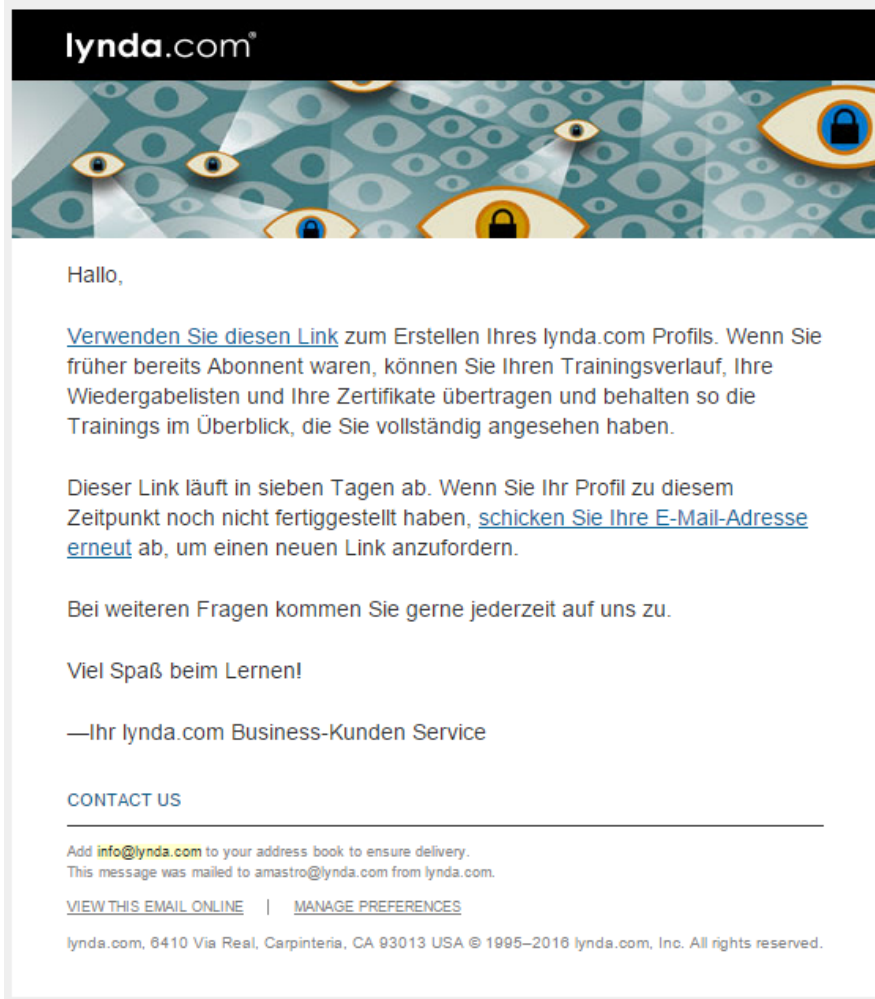 lynda.com®
Hallo,
Verwenden Sie diesen Link zum Erstellen Ihres lynda.com Profils. Wenn Sie
früher bereits Abonnent waren, können Sie Ihren Trainingsverlauf, Ihre
Wiedergabelisten und Ihre Zertifikate übertragen und behalten so die
Trainings im Überblick, die Sie vollständig angesehen haben.
Dieser Link läuft in sieben Tagen ab. Wenn Sie Ihr Profil zu diesem
Zeitpunkt noch nicht fertiggestellt haben, schicken Sie Ihre E-Mail-Adresse
erneut ab, um einen neuen Link anzufordern.
Bei weiteren Fragen kommen Sie gerne jederzeit auf uns zu.
Viel Spaß beim Lernen!
—Ihr lynda.com Business-Kunden Service
CONTACT US
Add info@lynda.com to your address book to ensure delivery.
This message was mailed to amastro@lynda.com from lynda.com.
VIEW THIS EMAIL ONLINE | MANAGE PREFERENCES
lynda.com, 6410 Via Real, Carpinteria, CA 93013 USA © 1995–2016 lynda.com, Inc. All rights reserved.